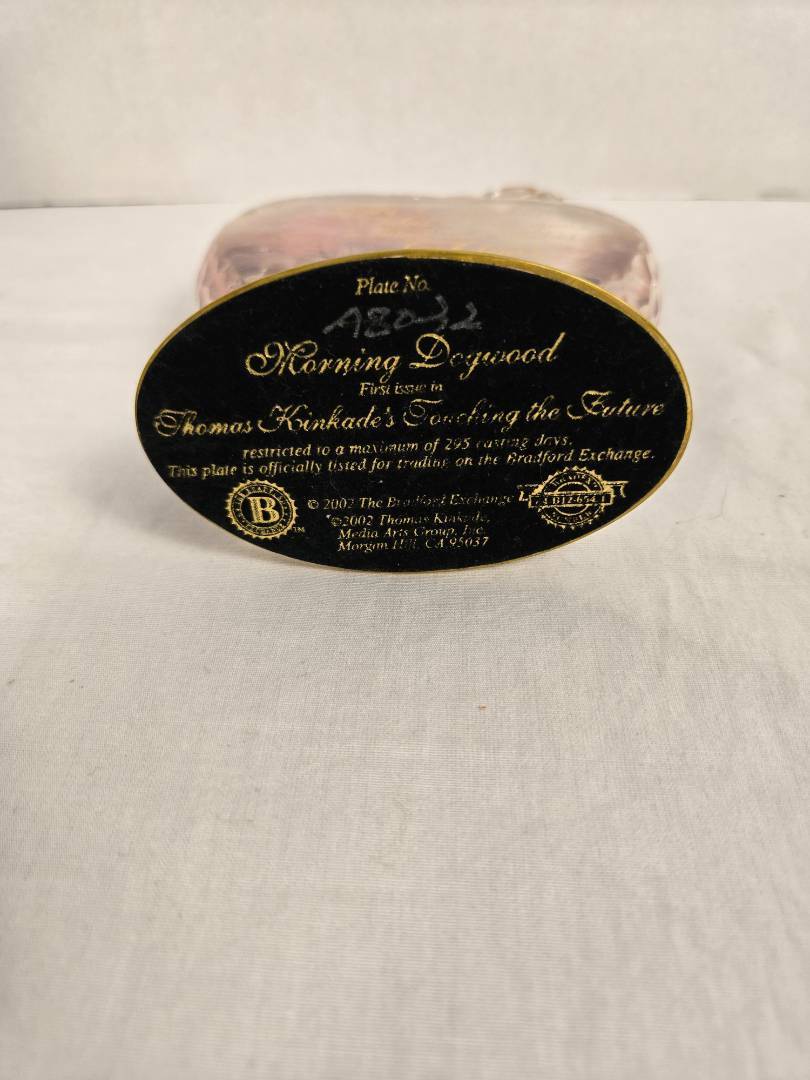 Plate No.
Morning Dogwood
First issue in
Thomas Kinkade's Touching the Future
restricted to a maximum of 295 casting days.
This plate is officially listed for trading on the Bradford Exchange.
B
© 2002 The Bradford Exchange
©2002 Thomas Kinkade,
Media Arts Group, Inc.
Morgan Hill, CA 95037